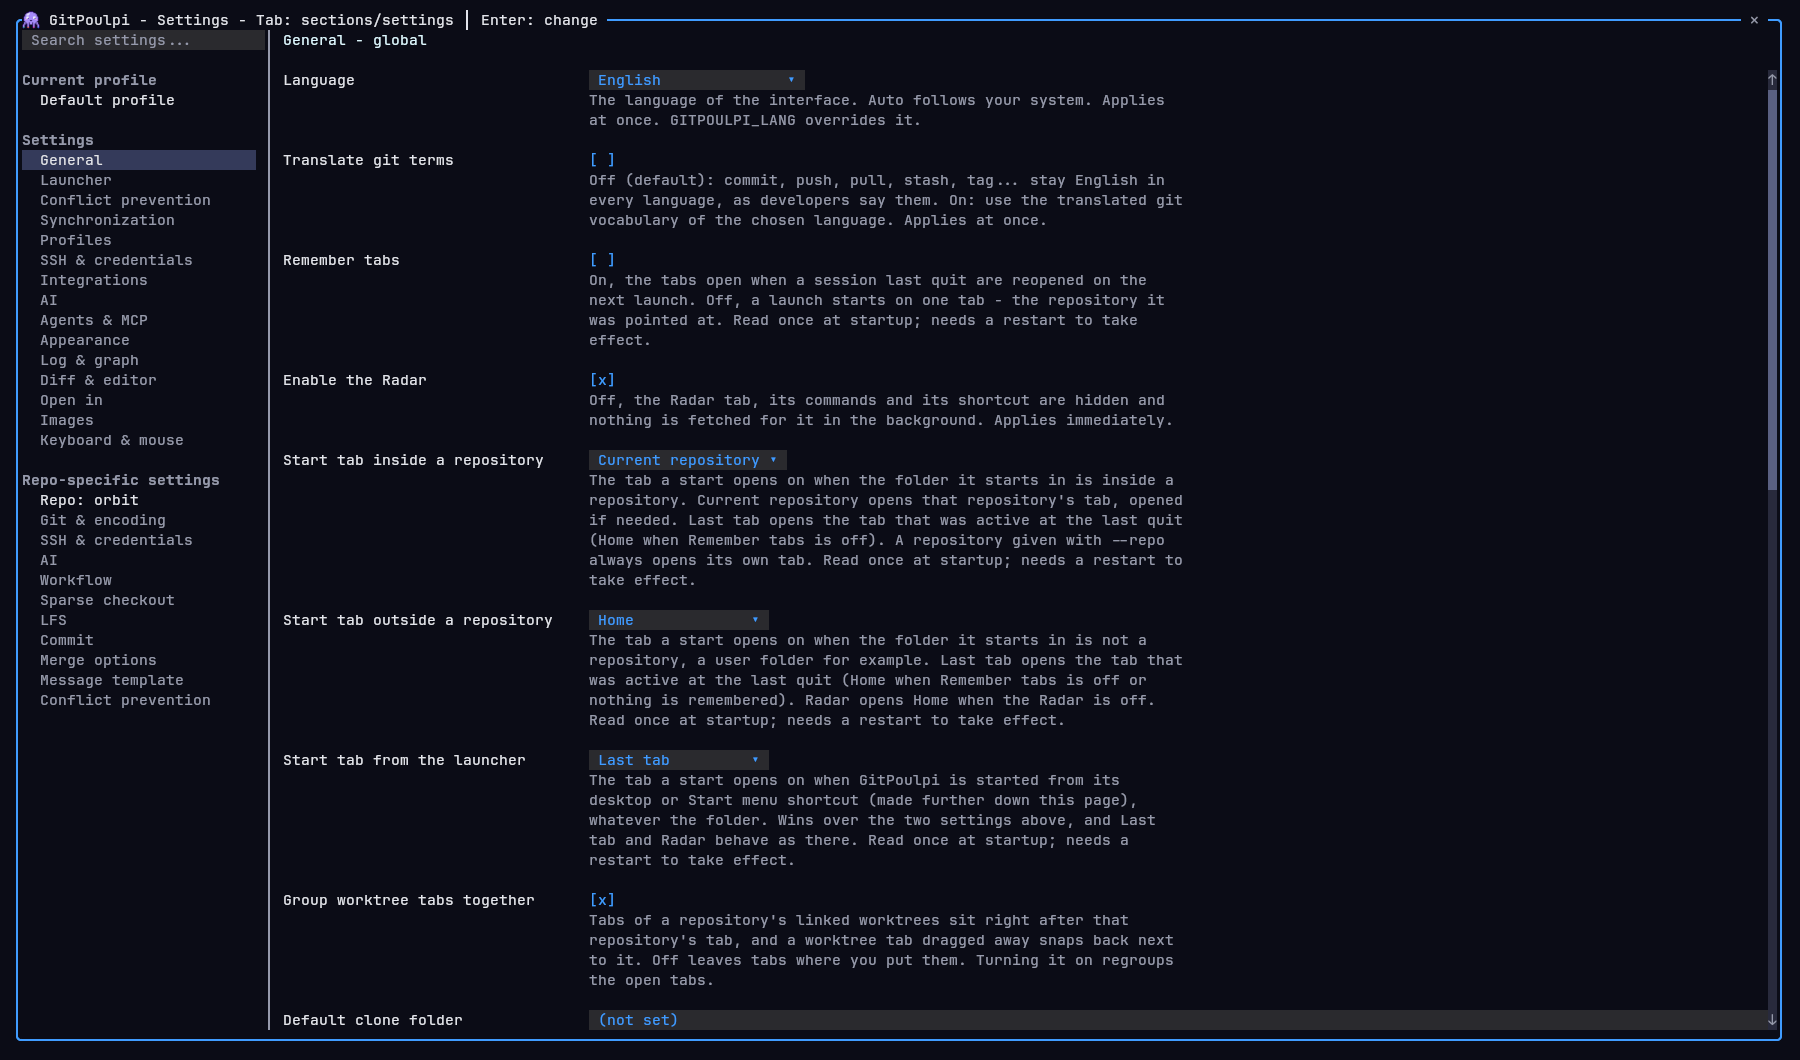 GitPoulpi - Settings - Tab: sections/settings │ Enter: change ×
Search settings...
Current profile
Default profile
Settings
General
Launcher
Conflict prevention
Synchronization
Profiles
SSH & credentials
Integrations
AI
Agents & MCP
Appearance
Log & graph
Diff & editor
Open in
Images
Keyboard & mouse
Repo-specific settings
Repo: orbit
Git & encoding
SSH & credentials
AI
Workflow
Sparse checkout
LFS
Commit
Merge options
Message template
Conflict prevention
General - global
Language English ▾
The language of the interface. Auto follows your system. Applies
at once. GITPOULPI_LANG overrides it.
Translate git terms [ ]
Off (default): commit, push, pull, stash, tag... stay English in
every language, as developers say them. On: use the translated git
vocabulary of the chosen language. Applies at once.
Remember tabs [ ]
On, the tabs open when a session last quit are reopened on the
next launch. Off, a launch starts on one tab - the repository it
was pointed at. Read once at startup; needs a restart to take
effect.
Enable the Radar [x]
Off, the Radar tab, its commands and its shortcut are hidden and
nothing is fetched for it in the background. Applies immediately.
Start tab inside a repository Current repository ▾
The tab a start opens on when the folder it starts in is inside a
repository. Current repository opens that repository's tab, opened
if needed. Last tab opens the tab that was active at the last quit
(Home when Remember tabs is off). A repository given with --repo
always opens its own tab. Read once at startup; needs a restart to
take effect.
Start tab outside a repository Home ▾
The tab a start opens on when the folder it starts in is not a
repository, a user folder for example. Last tab opens the tab that
was active at the last quit (Home when Remember tabs is off or
nothing is remembered). Radar opens Home when the Radar is off.
Read once at startup; needs a restart to take effect.
Start tab from the launcher Last tab ▾
The tab a start opens on when GitPoulpi is started from its
desktop or Start menu shortcut (made further down this page),
whatever the folder. Wins over the two settings above, and Last
tab and Radar behave as there. Read once at startup; needs a
restart to take effect.
Group worktree tabs together [x]
Tabs of a repository's linked worktrees sit right after that
repository's tab, and a worktree tab dragged away snaps back next
to it. Off leaves tabs where you put them. Turning it on regroups
the open tabs.
Default clone folder (not set)